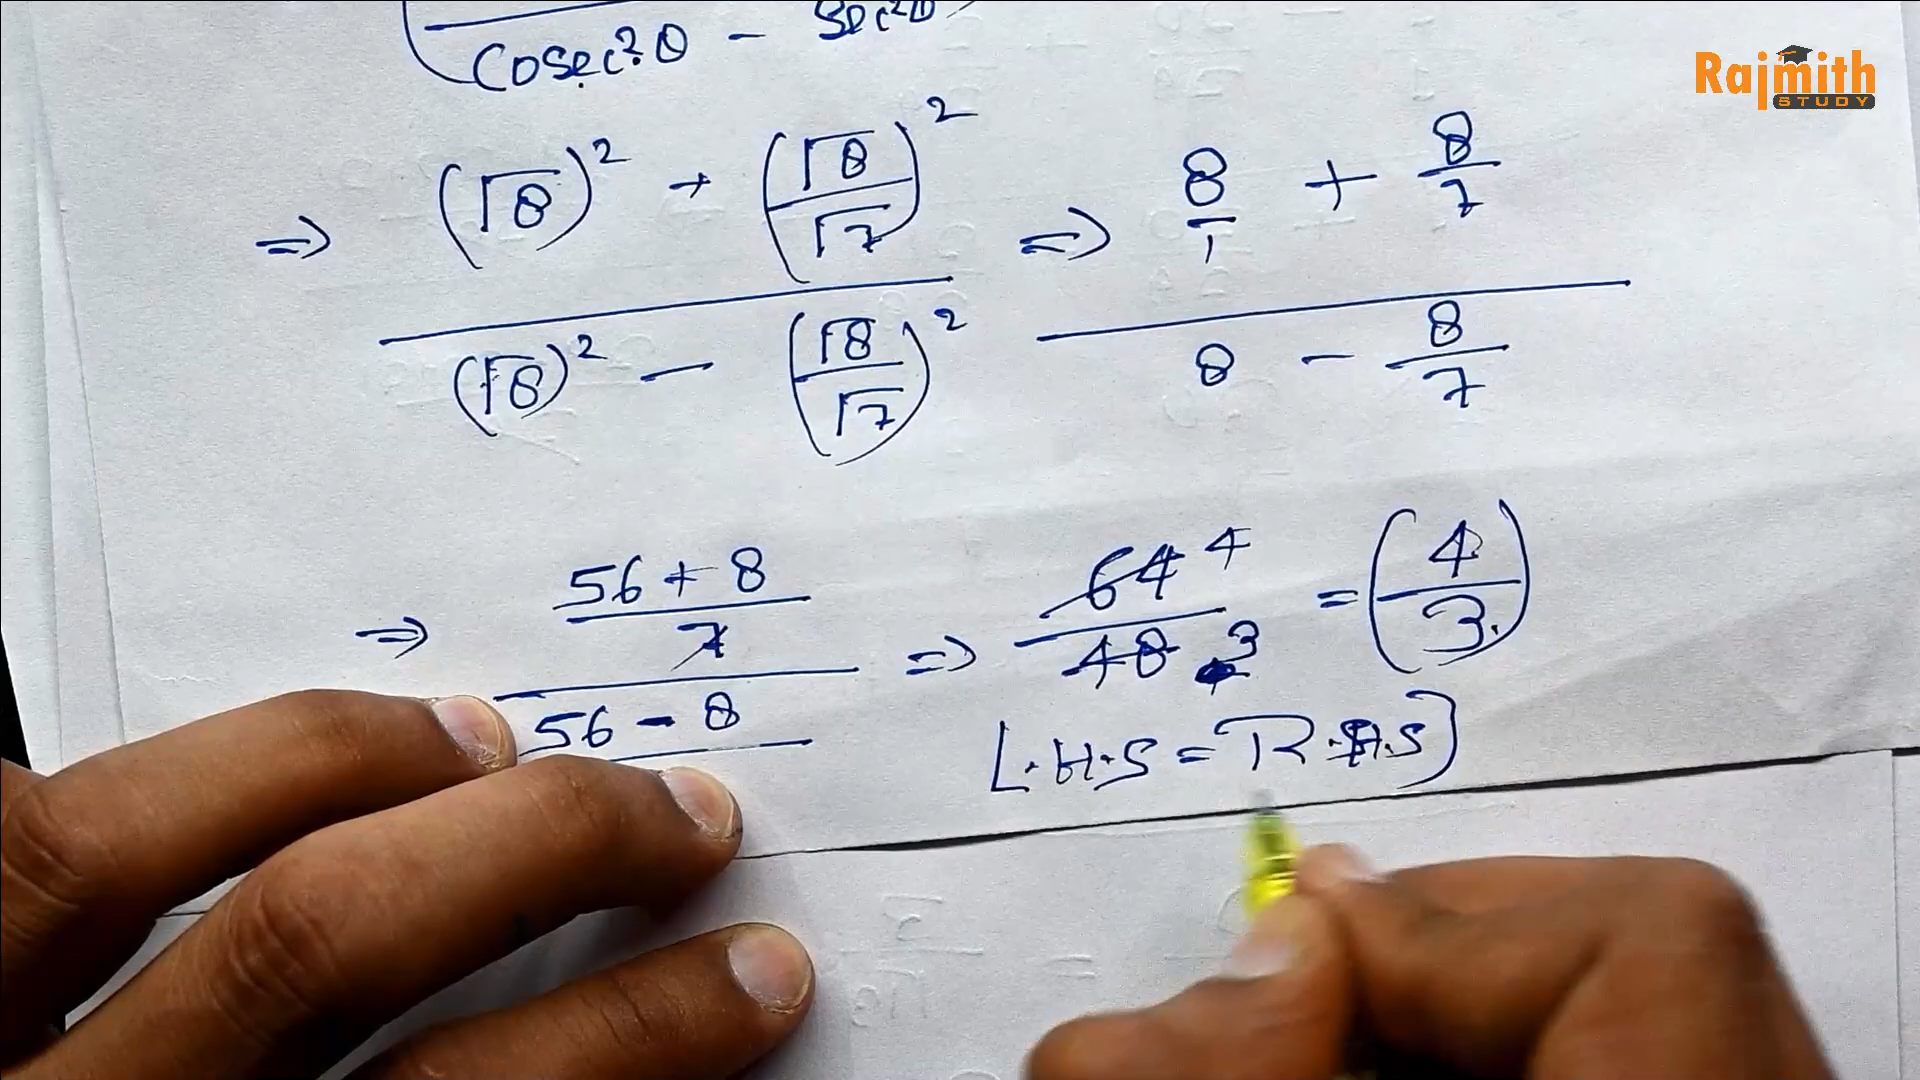 Cosec²θ - Sec²θ
Rajmith
STUDY
⇒ (√8)² + (√8/√7)² / (√8)² - (√8/√7)² ⇒ 8/1 + 8/7 / 8 - 8/7
⇒ 56 + 8 / 7 / 56 - 8 ⇒ 64 4 / 48 3 = (4/3)
L.H.S = R.H.S]